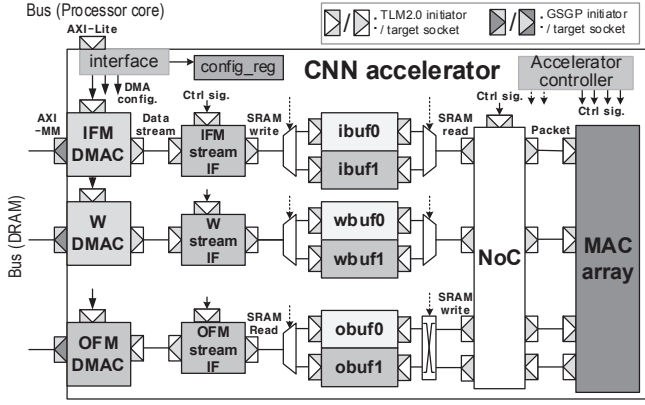 Bus (Processor core)
: TLM2.0 initiator
/ target socket
: GSGP initiator
/ target socket
AXI-Lite
interface
config_reg
CNN accelerator
Accelerator
controller
DMA
config.
Ctrl sig.
Ctrl sig.
Ctrl sig.
AXI
-MM
IFM
DMAC
Data
stream
IFM
stream
IF
SRAM
write
ibuf0
ibuf1
SRAM
read
Packet
Bus (DRAM)
W
DMAC
W
stream
IF
wbuf0
wbuf1
NoC
MAC
array
OFM
DMAC
OFM
stream
IF
SRAM
Read
obuf0
obuf1
SRAM
write